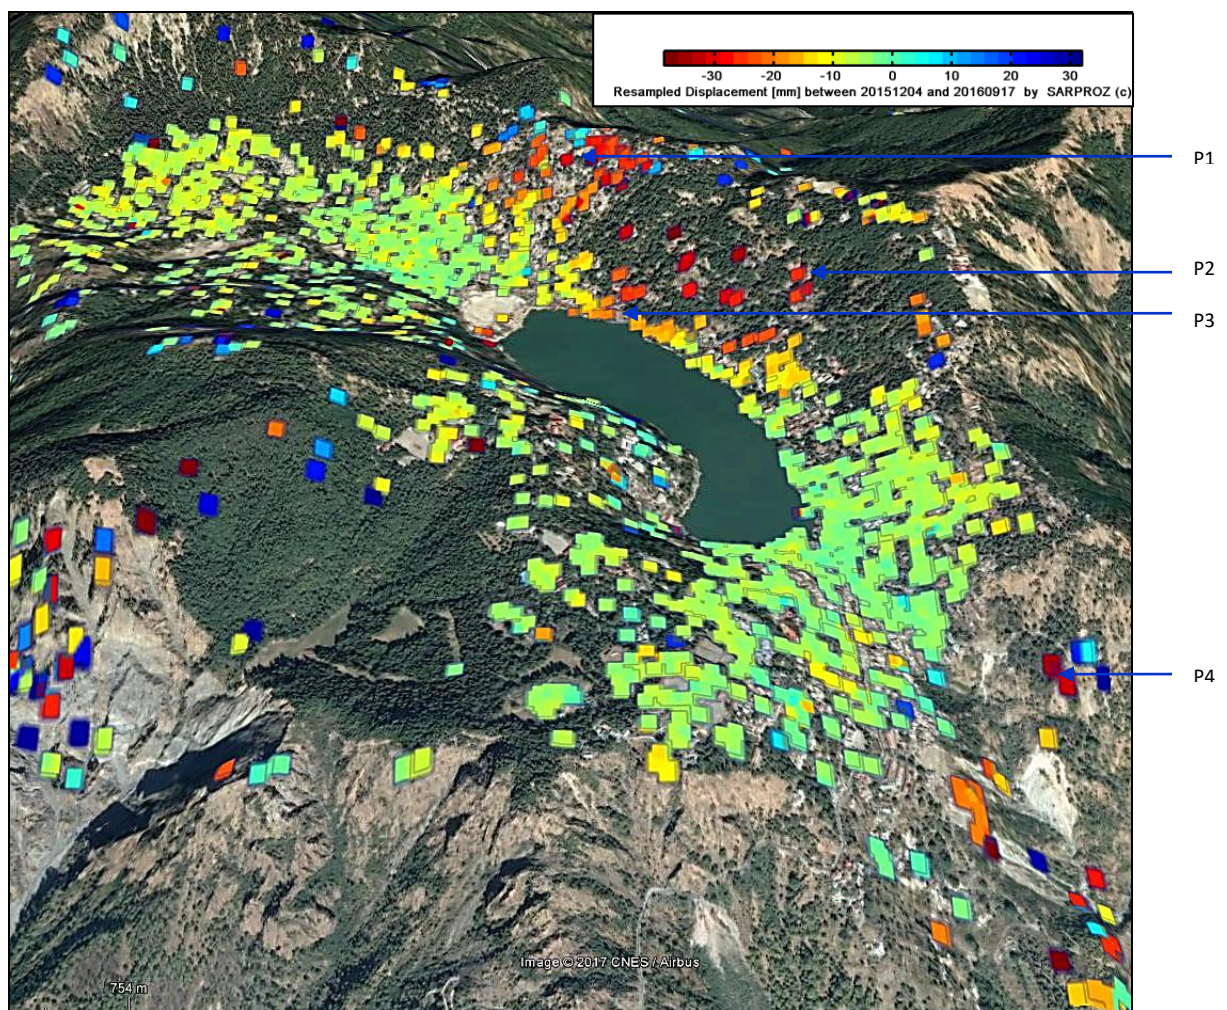 -30 -20 -10 0 10 20 30
Resampled Displacement [mm] between 20151204 and 20160917 by SARPROZ (c)
P1
P2
P3
P4
Image © 2017 CNES / Airbus
754 m